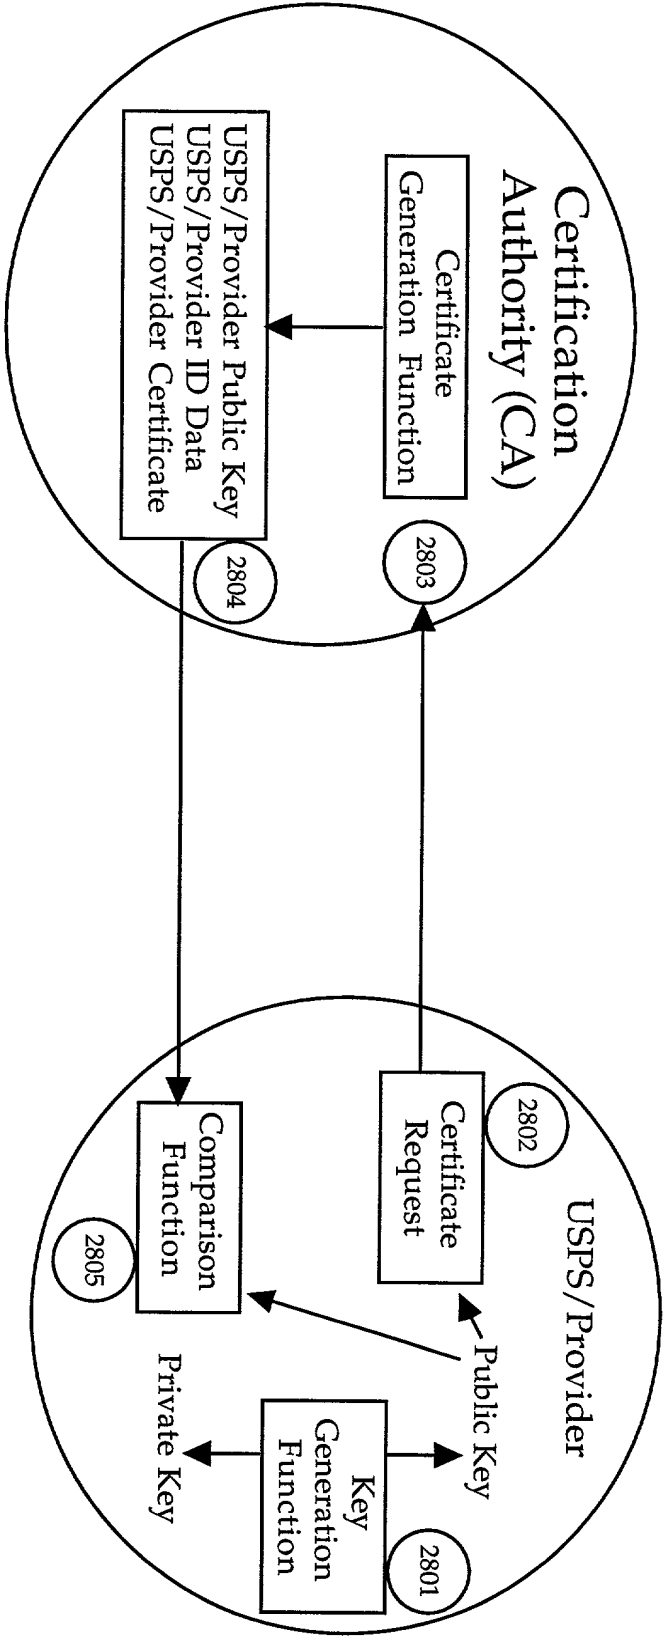 Certification
Authority (CA)
Certificate
Generation Function
2803
USPS/Provider Public Key
USPS/Provider ID Data
USPS/Provider Certificate
2804
USPS/Provider
2802
Certificate
Request
Public Key
2801
Key
Generation
Function
Comparison
Function
2805
Private Key